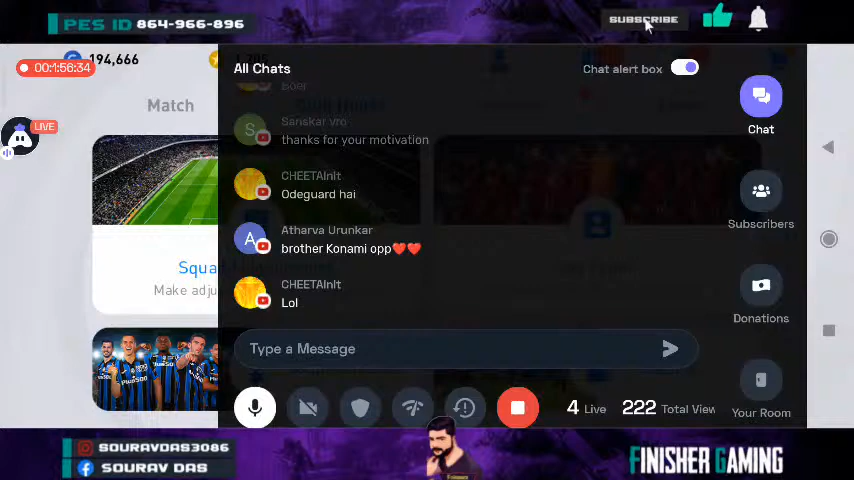 PES ID 864-966-896
SUBSCRIBE
194,666
00:1:56:34
LIVE
Match
All Chats
Chat alert box
Boer
Sanskar vro
thanks for your motivation
CHEETAInit
Odeguard hai
Atharva Urunkar
brother Konami opp❤️❤️
CHEETAInit
Lol
Type a Message
Chat
Subscribers
Donations
Your Room
Squa
Make adju
4 Live
222 Total View
SOURAVDAS3086
SOURAV DAS
FINISHER GAMING